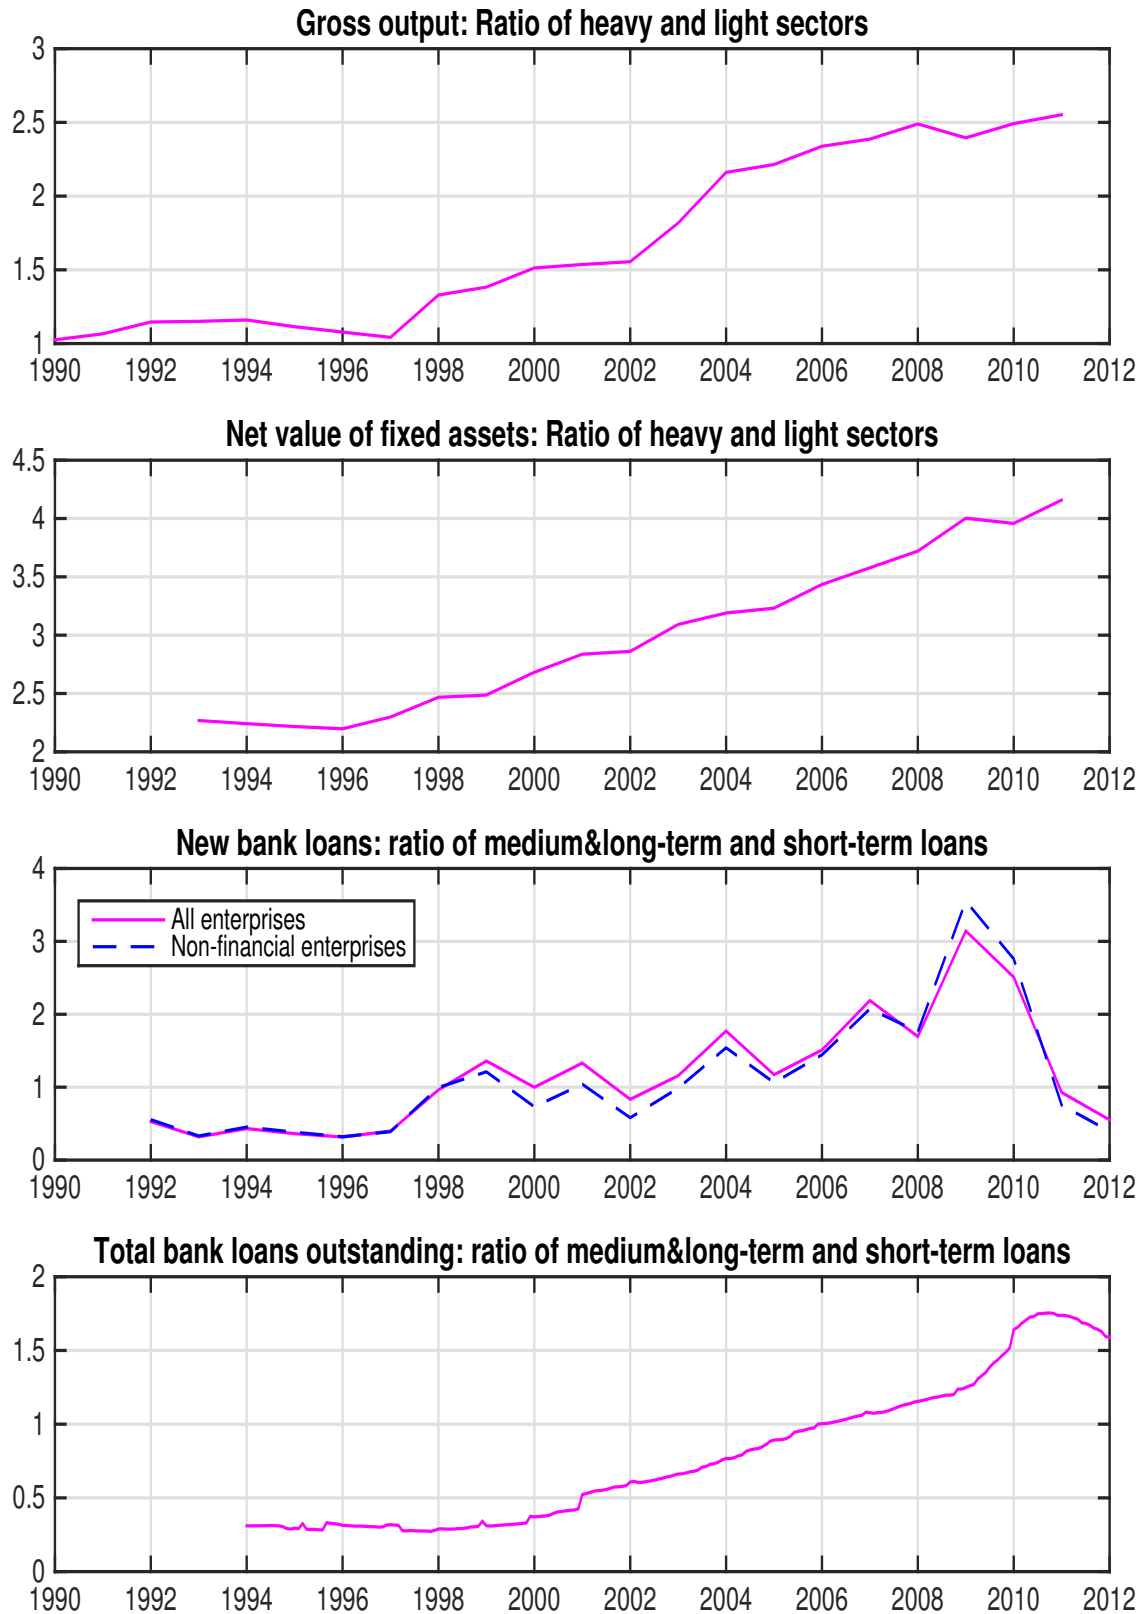 Gross output: Ratio of heavy and light sectors
3
2.5
2
1.5
1
1990 1992 1994 1996 1998 2000 2002 2004 2006 2008 2010 2012
Net value of fixed assets: Ratio of heavy and light sectors
4.5
4
3.5
3
2.5
2
1990 1992 1994 1996 1998 2000 2002 2004 2006 2008 2010 2012
New bank loans: ratio of medium&long-term and short-term loans
4
All enterprises
Non-financial enterprises
3
2
1
0
1990 1992 1994 1996 1998 2000 2002 2004 2006 2008 2010 2012
Total bank loans outstanding: ratio of medium&long-term and short-term loans
2
1.5
1
0.5
0
1990 1992 1994 1996 1998 2000 2002 2004 2006 2008 2010 2012